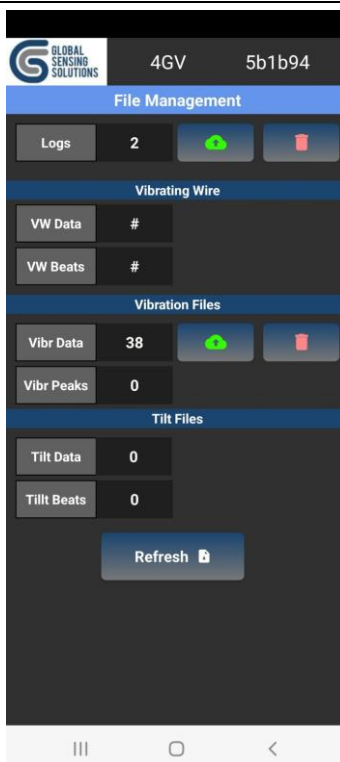 GLOBAL
SENSING
SOLUTIONS
4GV 5b1b94
File Management
Logs 2
Vibrating Wire
VW Data #
VW Beats #
Vibration Files
Vibr Data 38
Vibr Peaks 0
Tilt Files
Tilt Data 0
Tillt Beats 0
Refresh